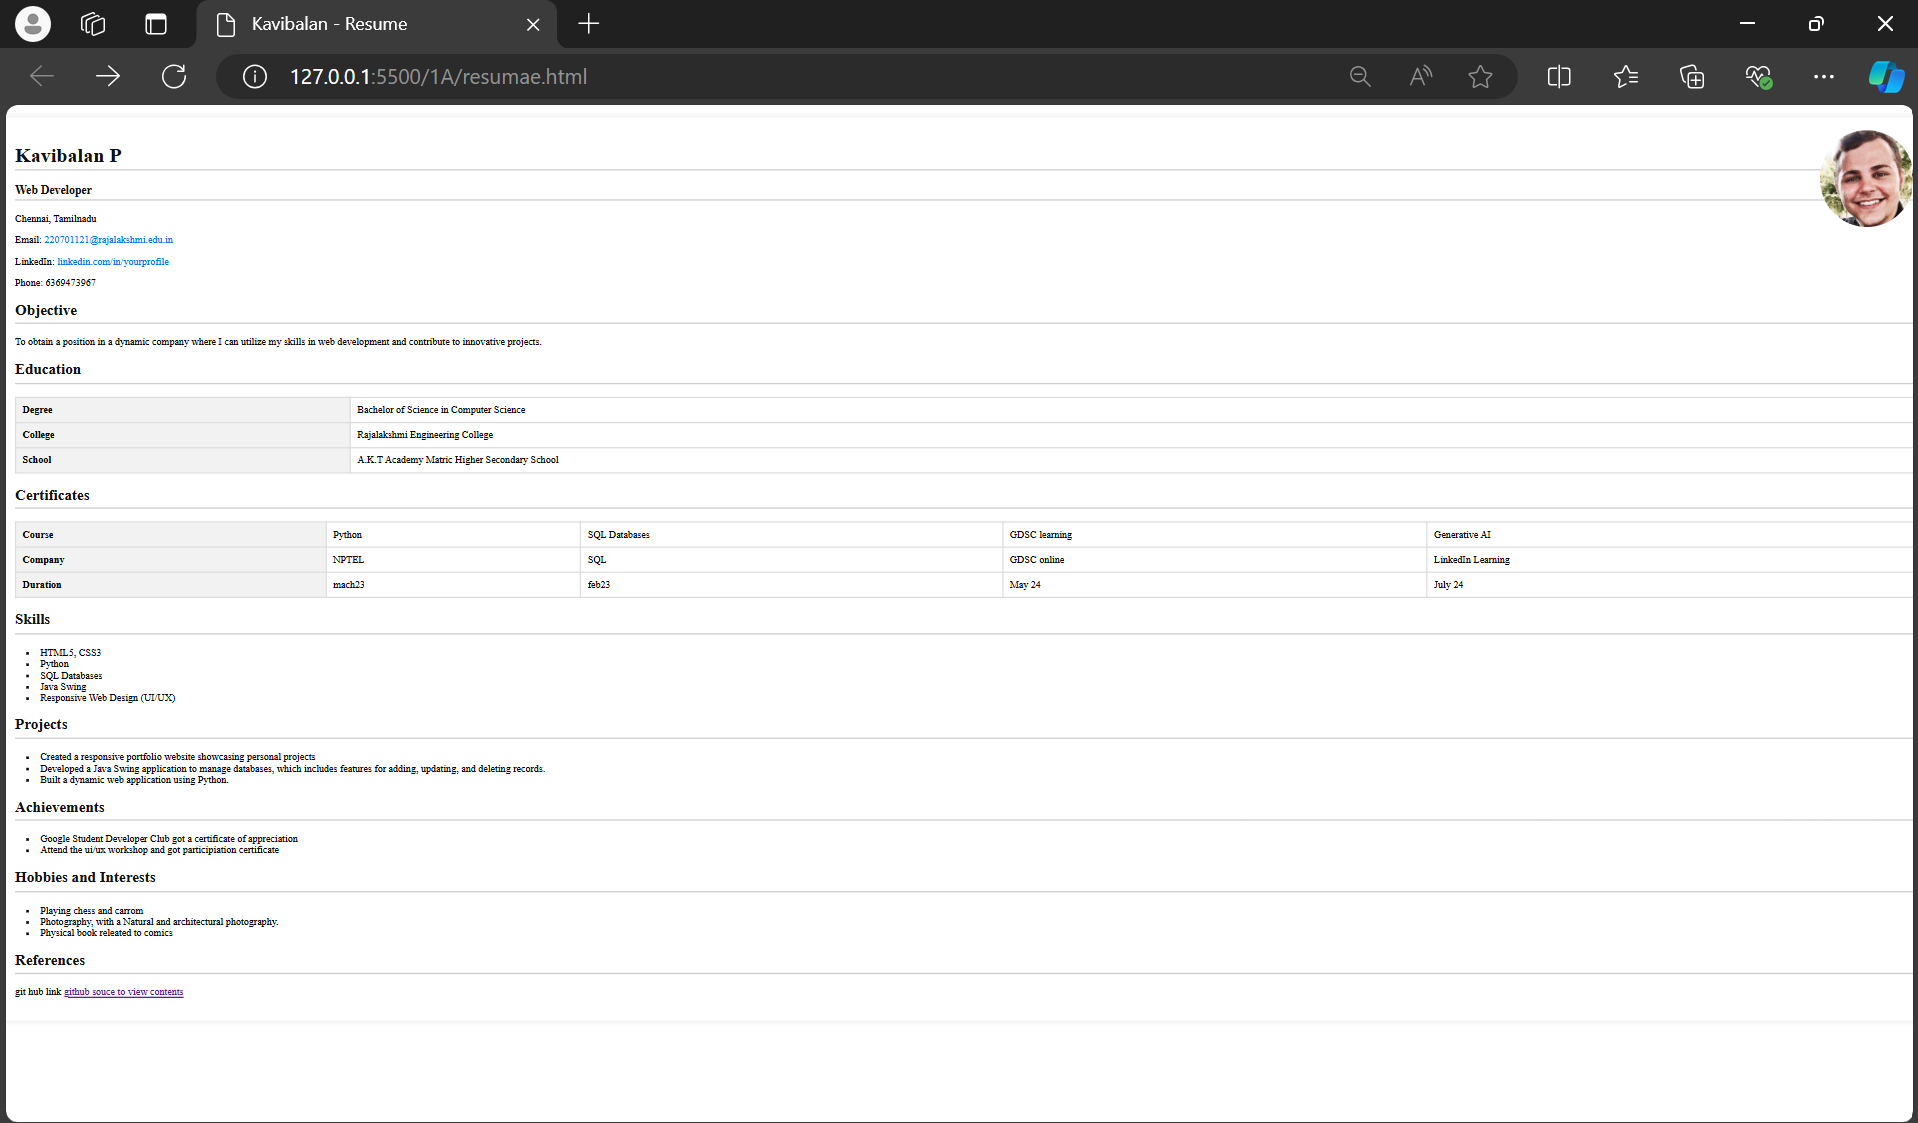 Kavibalan - Resume
127.0.0.1:5500/1A/resumae.html
Kavibalan P
Web Developer
Chennai, Tamilnadu
Email: 220701121@rajalakshmi.edu.in
LinkedIn: linkedin.com/in/yourprofile
Phone: 6369473967
Objective
To obtain a position in a dynamic company where I can utilize my skills in web development and contribute to innovative projects.
Education
Degree Bachelor of Science in Computer Science
College Rajalakshmi Engineering College
School A.K.T Academy Matric Higher Secondary School
Certificates
Course Python SQL Databases GDSC learning Generative AI
Company NPTEL SQL GDSC online LinkedIn Learning
Duration mach23 feb23 May 24 July 24
Skills
HTML5, CSS3
Python
SQL Databases
Java Swing
Responsive Web Design (UI/UX)
Projects
Created a responsive portfolio website showcasing personal projects
Developed a Java Swing application to manage databases, which includes features for adding, updating, and deleting records.
Built a dynamic web application using Python.
Achievements
Google Student Developer Club got a certificate of appreciation
Attend the ui/ux workshop and got participiation certificate
Hobbies and Interests
Playing chess and carrom
Photography, with a Natural and architectural photography.
Physical book releated to comics
References
git hub link github souce to view contents